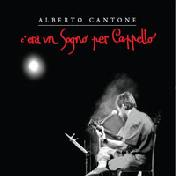 ALBERTO CANTONE
c'era un Sogno per Cappello